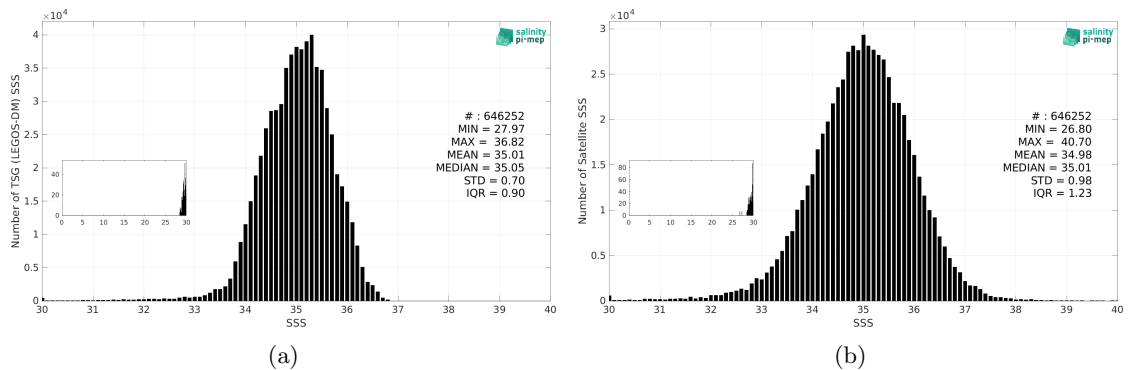 ×10⁴
4
3.5
3
2.5
2
1.5
1
0.5
0
Number of TSG (LEGOS-DM) SSS
salinity
pi-mep
# : 646252
MIN = 27.97
MAX = 36.82
MEAN = 35.01
MEDIAN = 35.05
STD = 0.70
IQR = 0.90
40
20
0
0 5 10 15 20 25 30
30 31 32 33 34 35 36 37 38 39 40
SSS
(a)
×10⁴
3
2.5
2
1.5
1
0.5
0
Number of Satellite SSS
salinity
pi-mep
# : 646252
MIN = 26.80
MAX = 40.70
MEAN = 34.98
MEDIAN = 35.01
STD = 0.98
IQR = 1.23
80
60
40
20
0
0 5 10 15 20 25 30
30 31 32 33 34 35 36 37 38 39 40
SSS
(b)